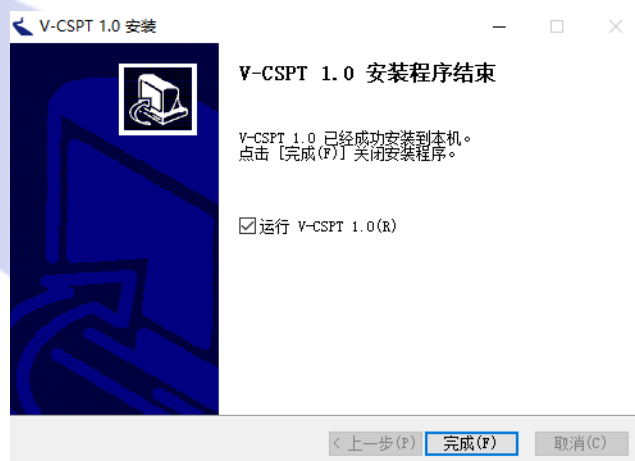 V-CSPT 1.0 安装
V-CSPT 1.0 安装程序结束
V-CSPT 1.0 已经成功安装到本机。
点击 [完成(F)] 关闭安装程序。
运行 V-CSPT 1.0(R)
< 上一步(P)
完成(F)
取消(C)